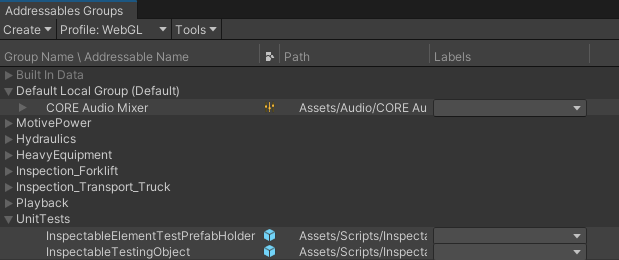 Addressables Groups
Create Profile: WebGL Tools
Group Name \ Addressable Name Path Labels
Built In Data
Default Local Group (Default)
CORE Audio Mixer Assets/Audio/CORE Au
MotivePower
Hydraulics
HeavyEquipment
Inspection_Forklift
Inspection_Transport_Truck
Playback
UnitTests
InspectableElementTestPrefabHolder Assets/Scripts/Inspecta
InspectableTestingObject Assets/Scripts/Inspecta